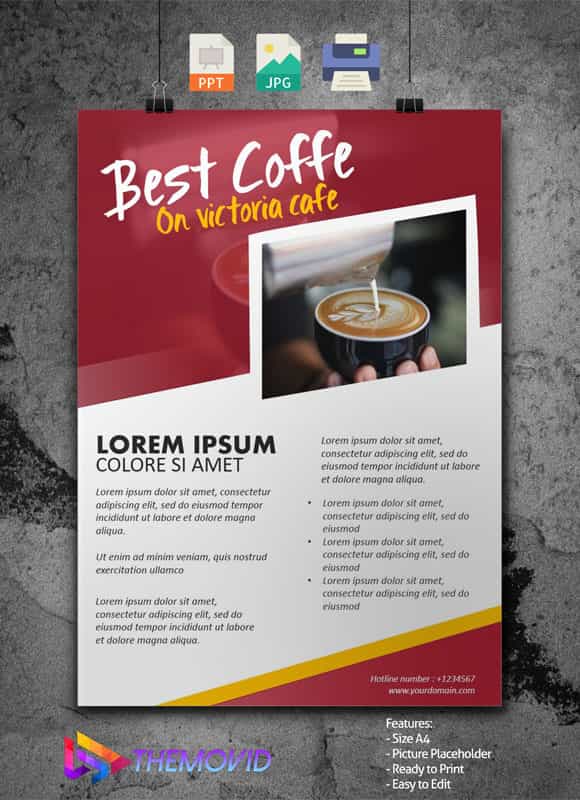 PPT
JPG
Best Coffe
On victoria cafe
LOREM IPSUM
COLORE SI AMET
Lorem ipsum dolor sit amet, consectetur
adipiscing elit, sed do eiusmod tempor
incididunt ut labore et dolore magna
aliqua.
Ut enim ad minim veniam, quis nostrud
exercitation ullamco
Lorem ipsum dolor sit amet,
consectetur adipiscing elit, sed do
eiusmod tempor incididunt ut labore
et dolore magna aliqua.
Lorem ipsum dolor sit amet,
consectetur adipiscing elit, sed do
eiusmod tempor incididunt ut labore
et dolore magna aliqua.
• Lorem ipsum dolor sit amet,
consectetur adipiscing elit, sed do
eiusmod
• Lorem ipsum dolor sit amet,
consectetur adipiscing elit, sed do
eiusmod
• Lorem ipsum dolor sit amet,
consectetur adipiscing elit, sed do
eiusmod
Hotline number : +1234567
www.yourdomain.com
THEMOVID
Features:
- Size A4
- Picture Placeholder
- Ready to Print
- Easy to Edit